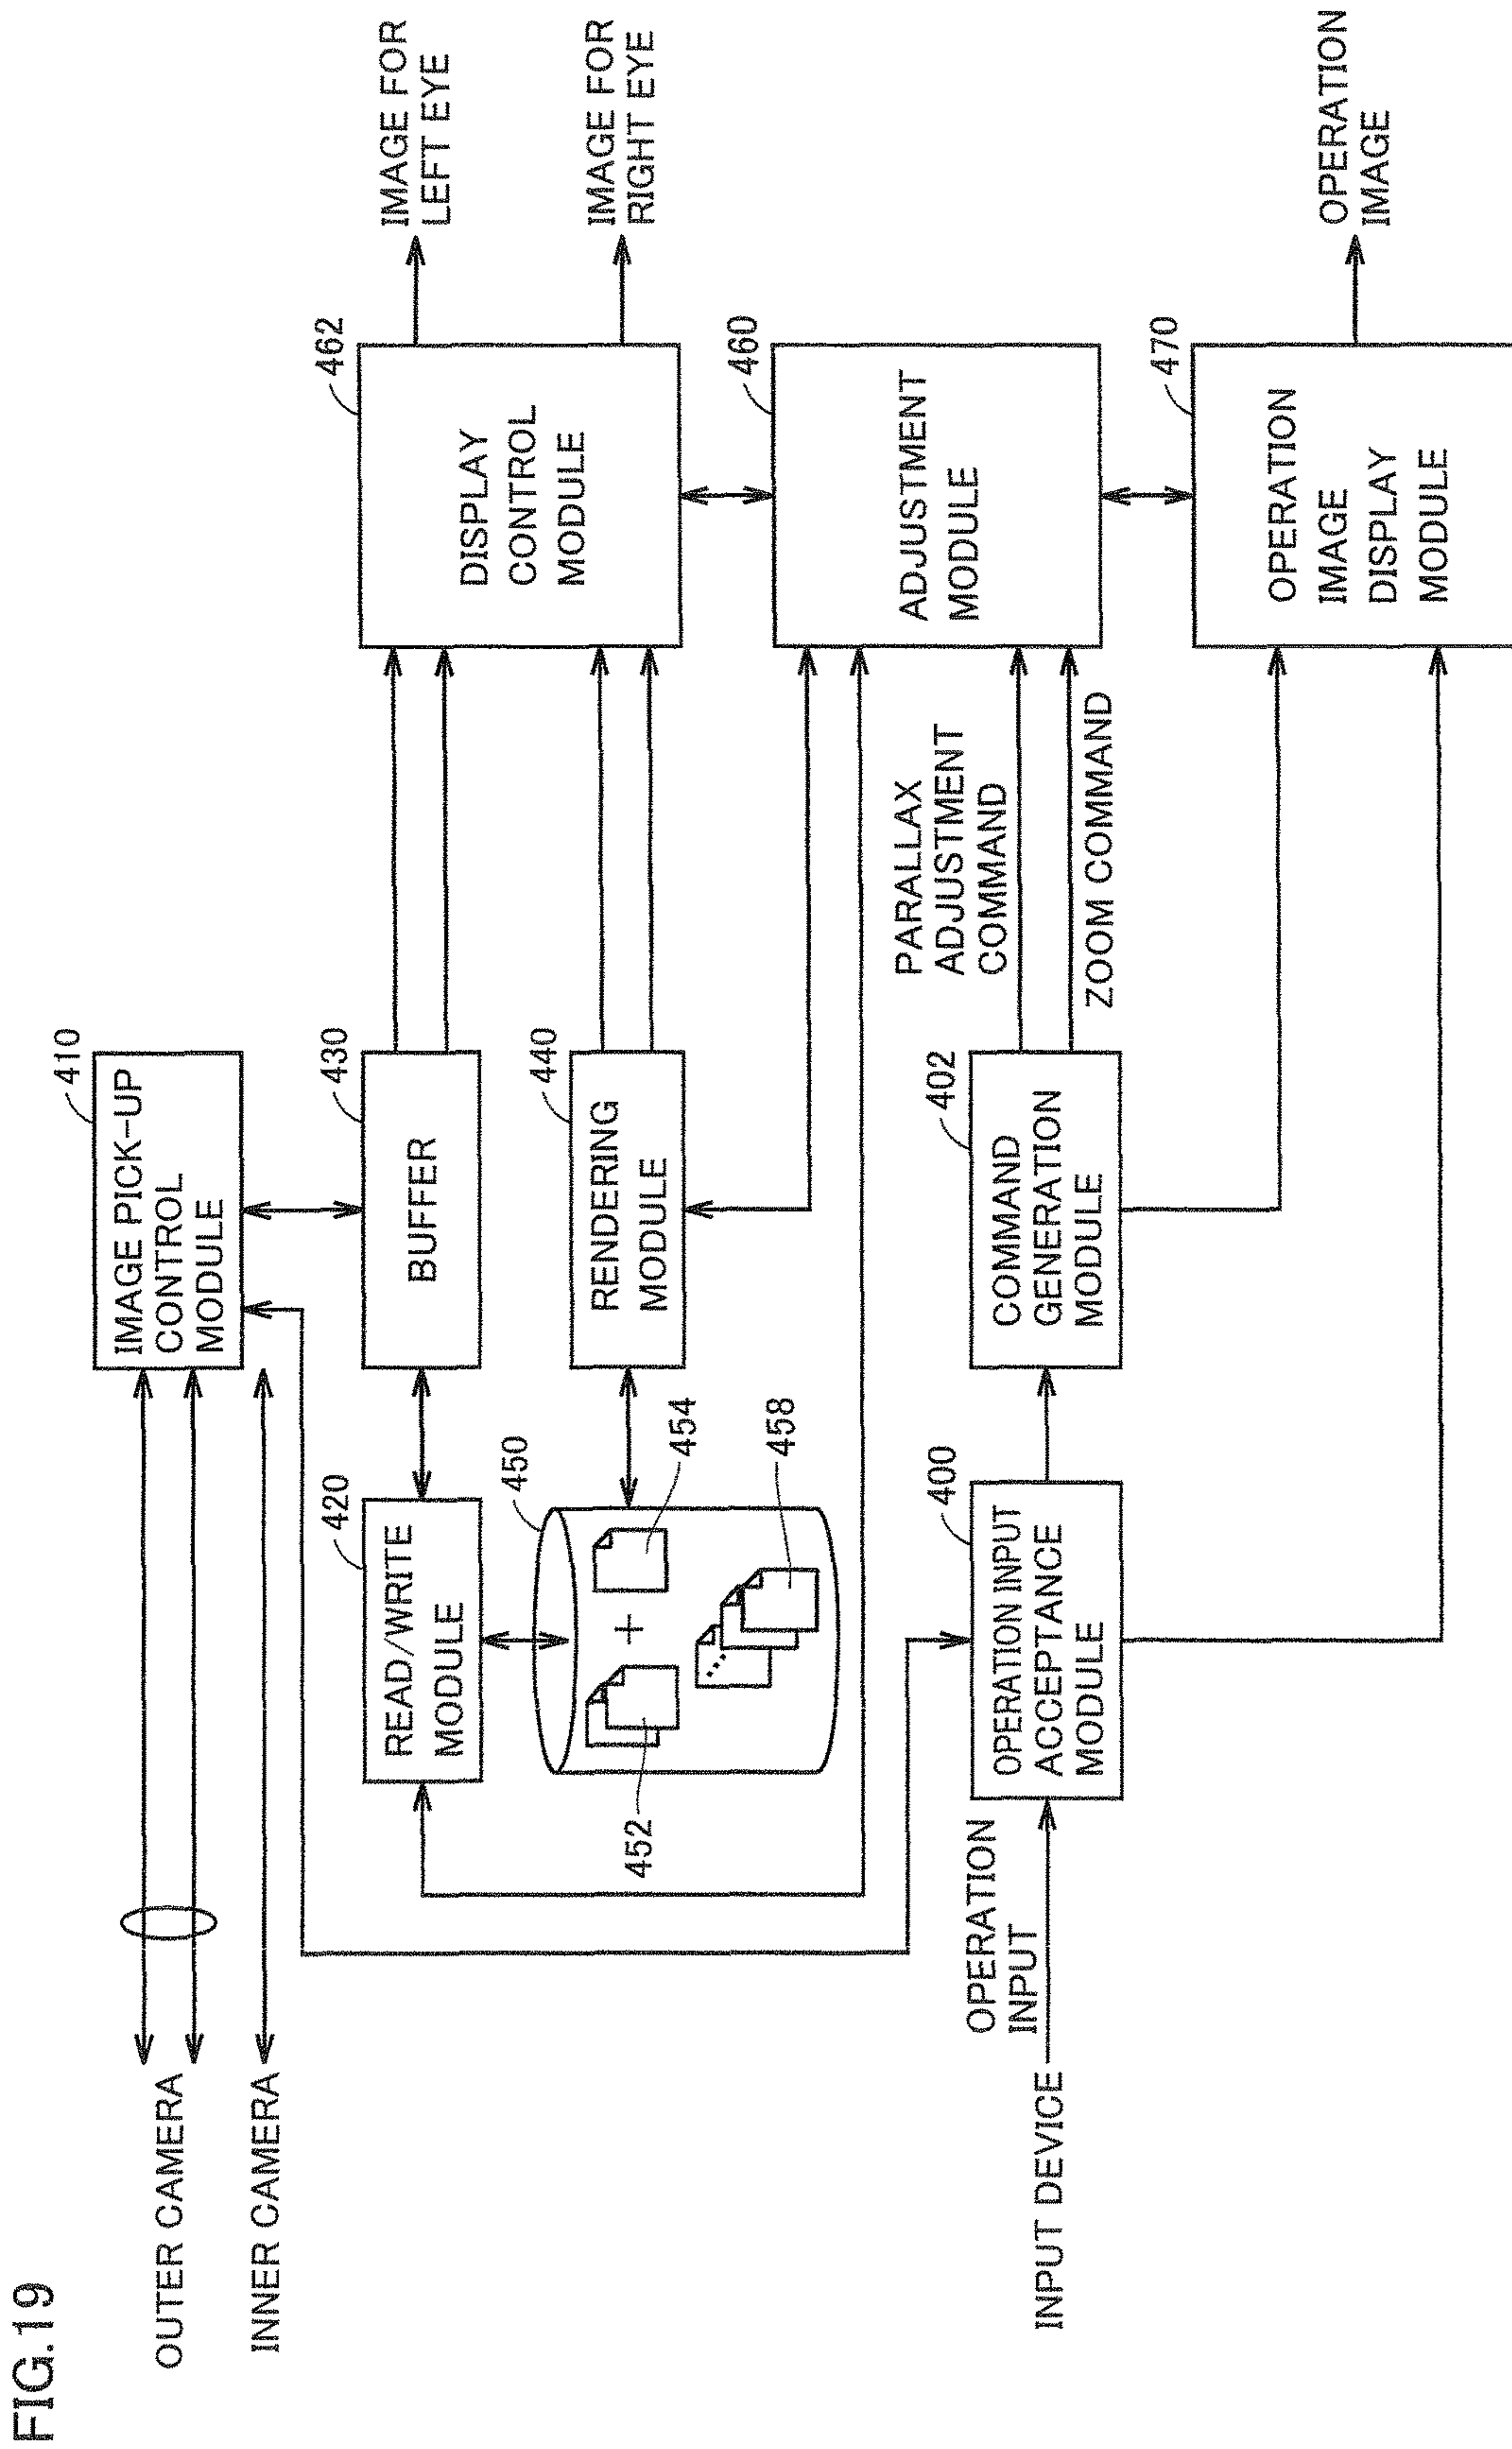 FIG.19
OUTER CAMERA
INNER CAMERA
410
IMAGE PICK-UP
CONTROL
MODULE
420
READ/WRITE
MODULE
430
BUFFER
462
DISPLAY
CONTROL
MODULE
IMAGE FOR
LEFT EYE
IMAGE FOR
RIGHT EYE
450
452
+
454
458
440
RENDERING
MODULE
460
ADJUSTMENT
MODULE
PARALLAX
ADJUSTMENT
COMMAND
ZOOM COMMAND
INPUT DEVICE
OPERATION
INPUT
400
OPERATION INPUT
ACCEPTANCE
MODULE
402
COMMAND
GENERATION
MODULE
470
OPERATION
IMAGE
DISPLAY
MODULE
OPERATION
IMAGE